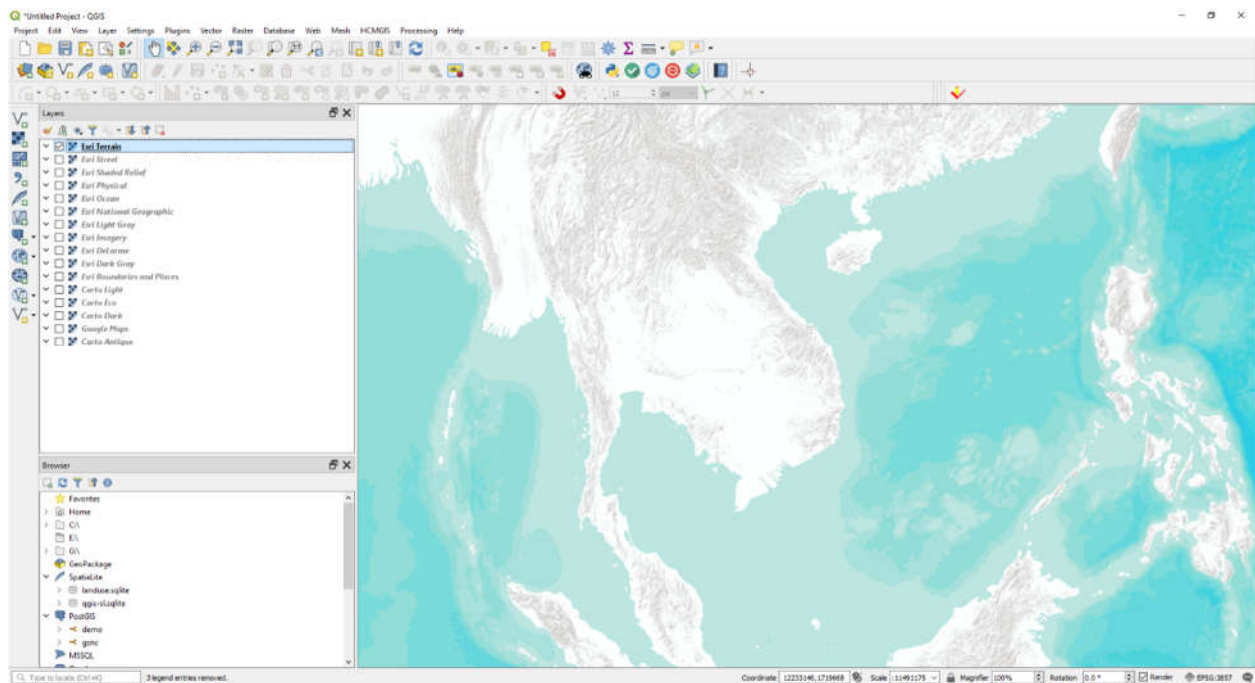 *Untitled Project - QGIS
Project Edit View Layer Settings Plugins Vector Raster Database Web Mesh HCMGIS Processing Help
12 px
Layers
Esri Terrain
Esri Street
Esri Shaded Relief
Esri Physical
Esri Ocean
Esri National Geographic
Esri Light Gray
Esri Imagery
Esri DeLorme
Esri Dark Gray
Esri Boundaries and Places
Carto Light
Carto Eco
Carto Dark
Google Maps
Carto Antique
Browser
Favorites
Home
C:\
E:\
G:\
GeoPackage
SpatiaLite
landuse.sqlite
qgis-sl.sqlite
PostGIS
demo
gsnc
MSSQL
Type to locate (Ctrl+K) 3 legend entries removed. Coordinate 12233146,1719668 Scale 1:11491175 Magnifier 100% Rotation 0.0 ° Render EPSG:3857